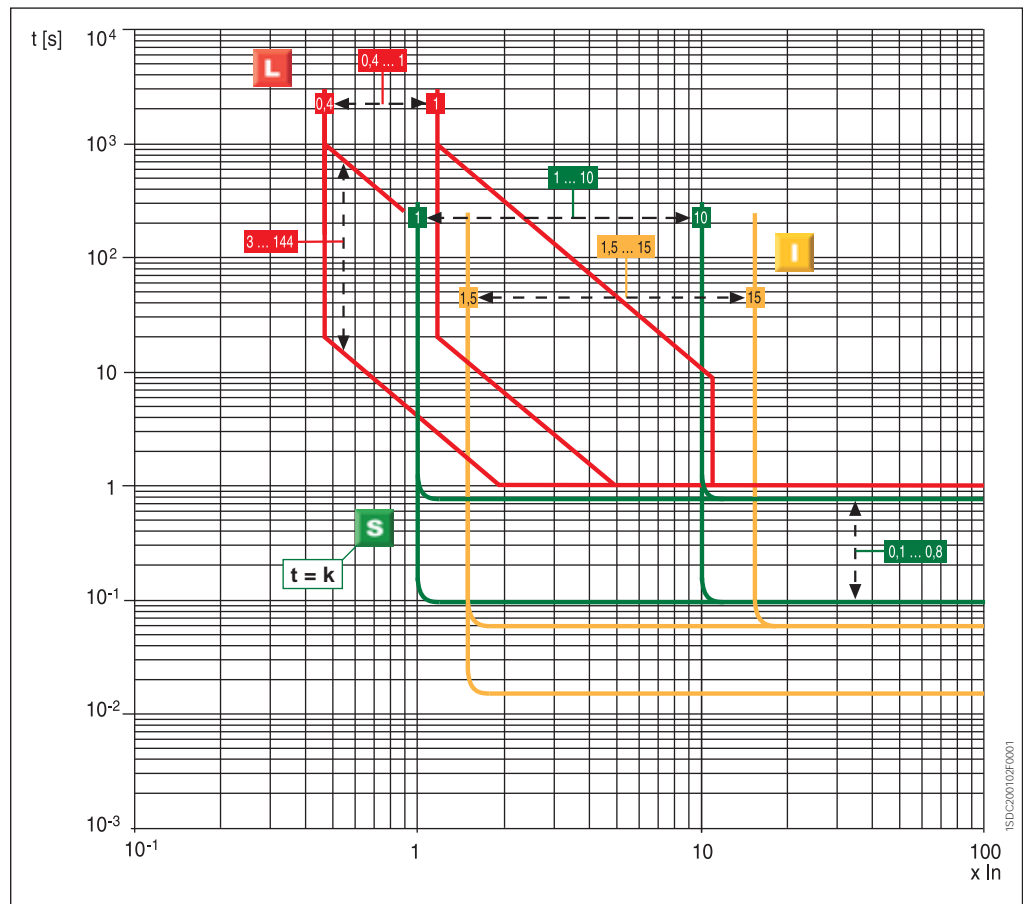 t [s]
10⁴
L
0,4 ... 1
0,4
1
10³
1 ... 10
1
10
3 ... 144
1,5 ... 15
I
10²
1,5
15
10
1
S
0,1 ... 0,8
t = k
10⁻¹
10⁻²
10⁻³
10⁻¹
1
10
100
x In
1SDC200102F0001